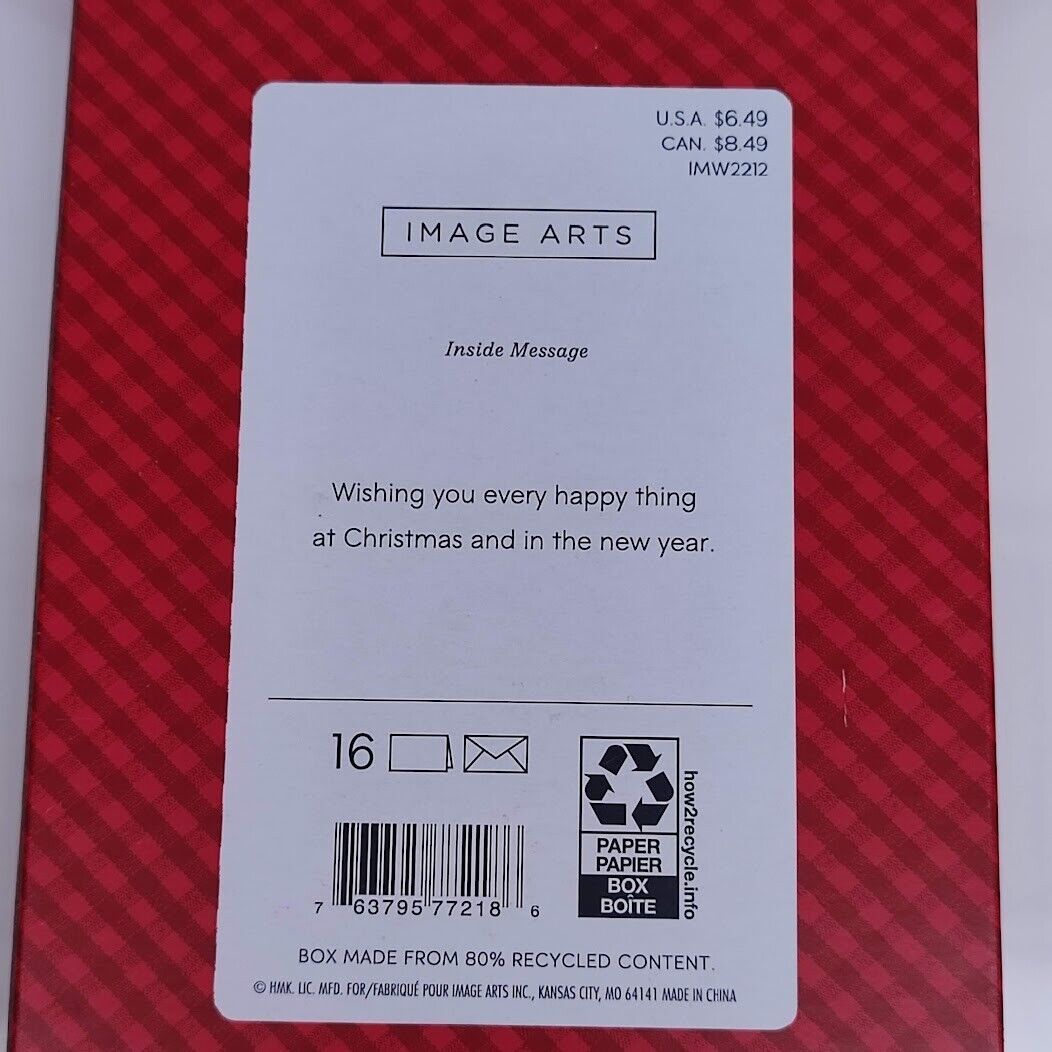 U.S.A. $6.49
CAN. $8.49
IMW2212
IMAGE ARTS
Inside Message
Wishing you every happy thing
at Christmas and in the new year.
16
how2recycle.info
PAPER
PAPIER
BOX
BOÎTE
7 63795 77218 6
BOX MADE FROM 80% RECYCLED CONTENT.
© HMK. LIC. MFD. FOR/FABRIQUÉ POUR IMAGE ARTS INC., KANSAS CITY, MO 64141 MADE IN CHINA